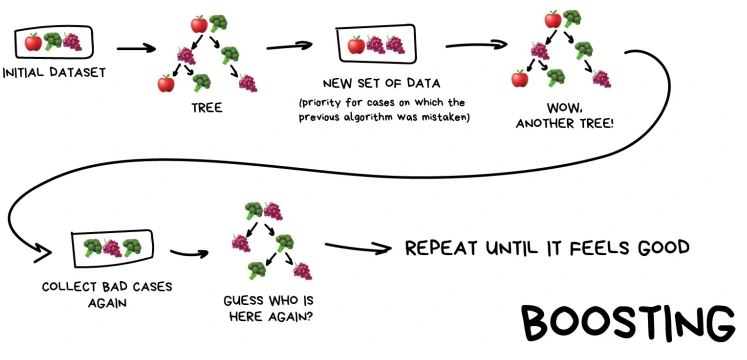 INITIAL DATASET
TREE
NEW SET OF DATA
(priority for cases on which the
previous algorithm was mistaken)
WOW,
ANOTHER TREE!
COLLECT BAD CASES
AGAIN
GUESS WHO IS
HERE AGAIN?
REPEAT UNTIL IT FEELS GOOD
BOOSTING